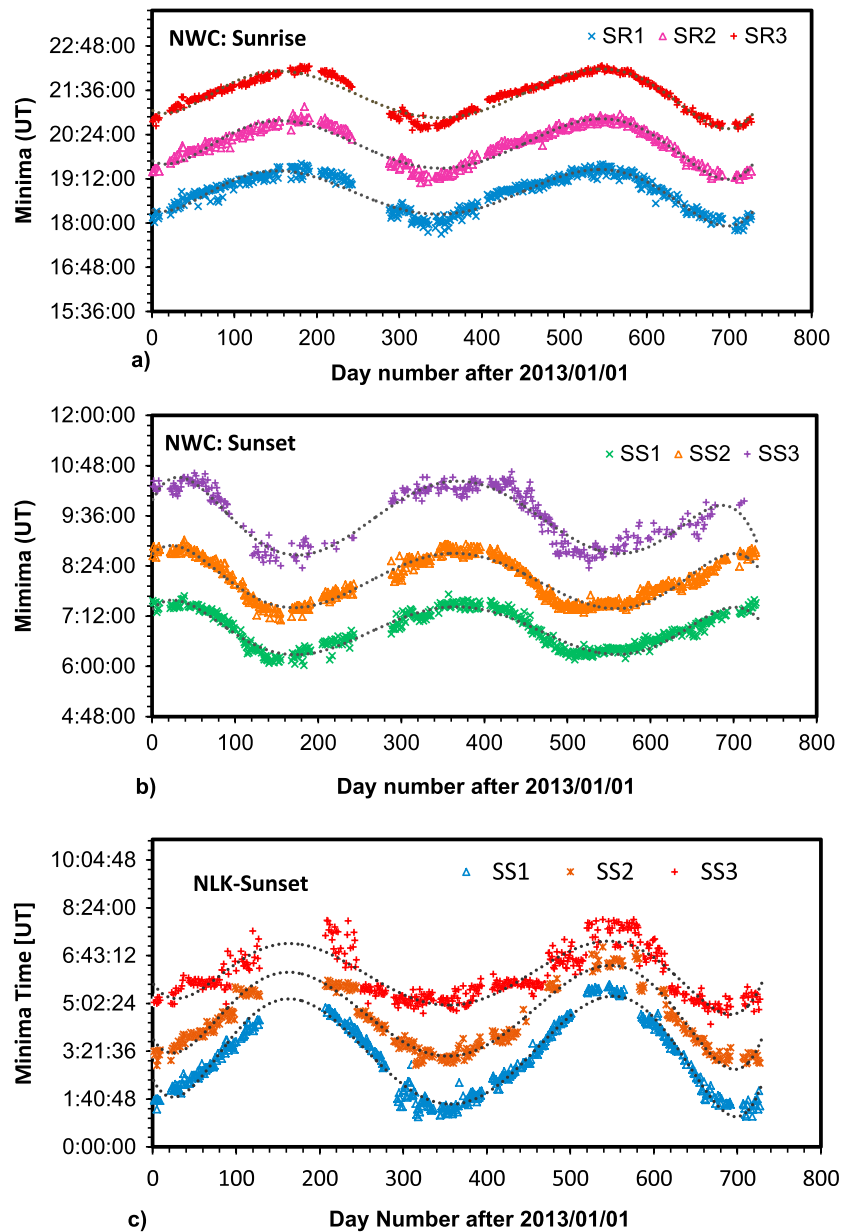 NWC: Sunrise
SR1 SR2 SR3
22:48:00
21:36:00
20:24:00
19:12:00
18:00:00
16:48:00
15:36:00
Minima (UT)
0 100 200 300 400 500 600 700 800
a)
Day number after 2013/01/01
NWC: Sunset
SS1 SS2 SS3
12:00:00
10:48:00
9:36:00
8:24:00
7:12:00
6:00:00
4:48:00
Mimima (UT)
0 100 200 300 400 500 600 700 800
b)
Day number after 2013/01/01
NLK-Sunset
SS1 SS2 SS3
10:04:48
8:24:00
6:43:12
5:02:24
3:21:36
1:40:48
0:00:00
Minima Time [UT]
0 100 200 300 400 500 600 700 800
c)
Day Number after 2013/01/01